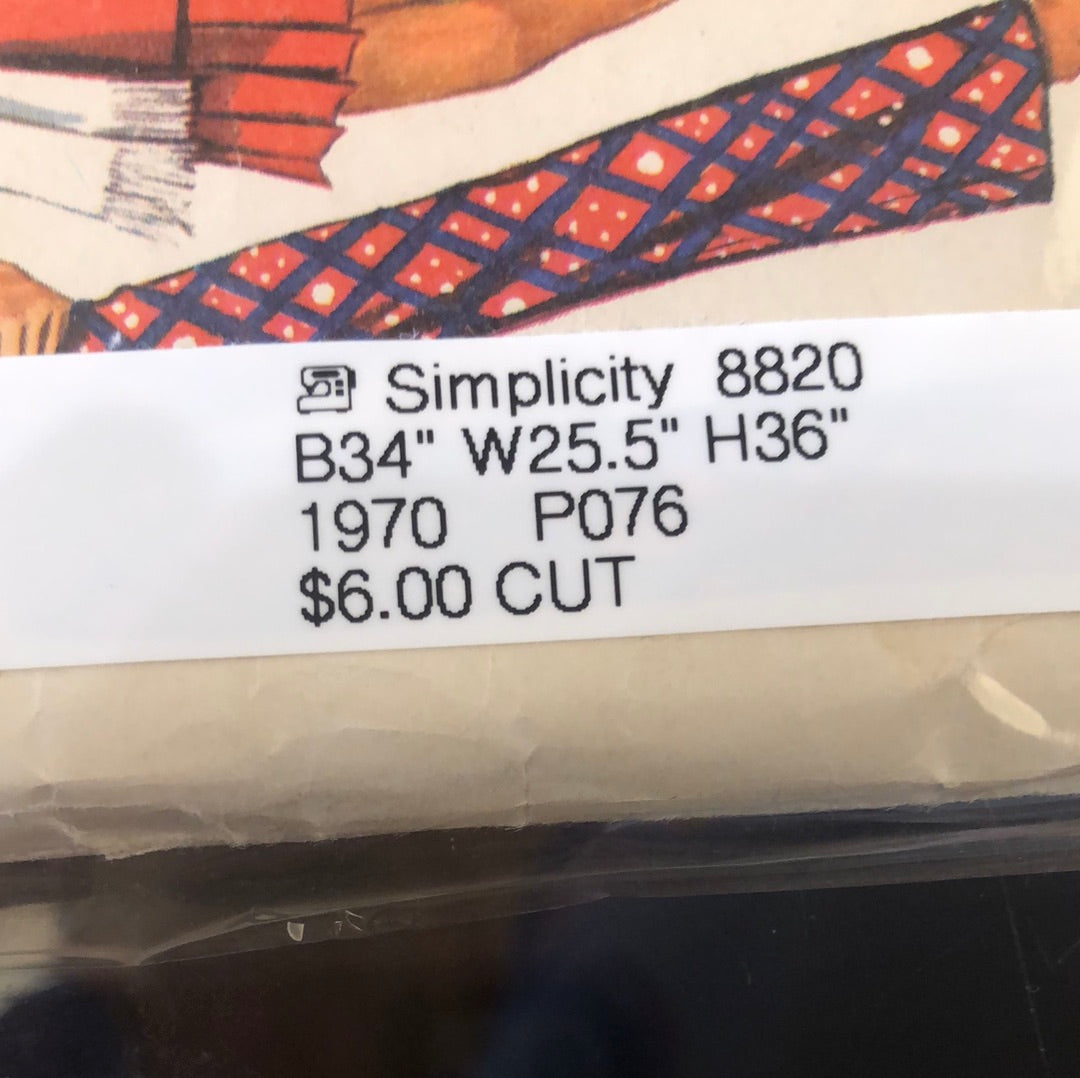 Simplicity 8820
B34" W25.5" H36"
1970 P076
$6.00 CUT